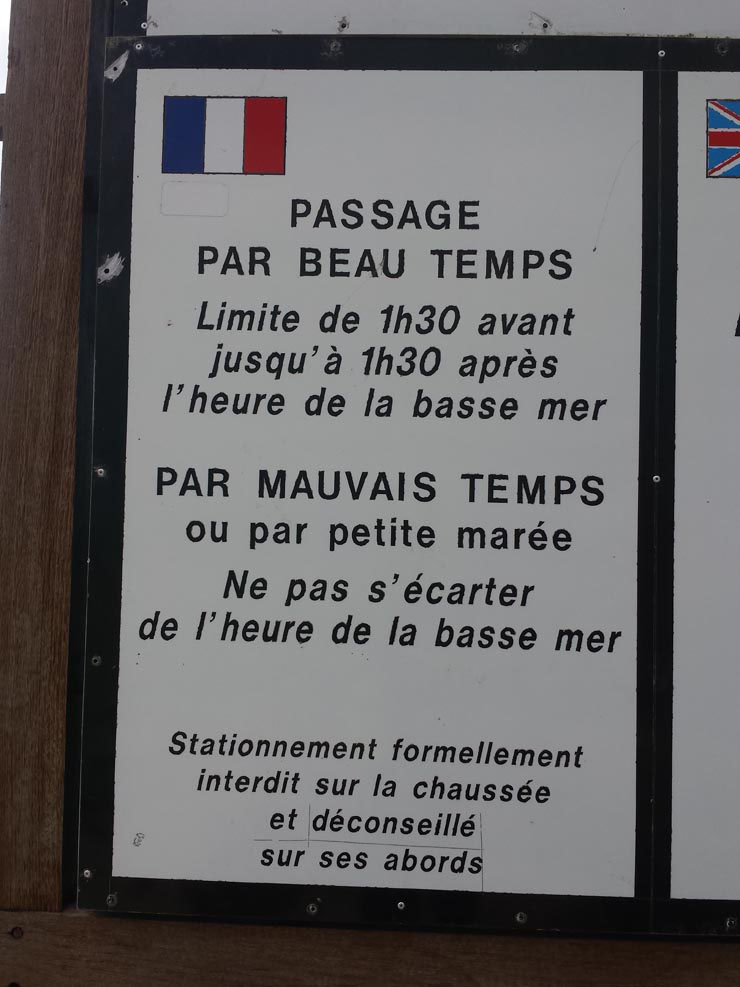 PASSAGE
PAR BEAU TEMPS
Limite de 1h30 avant
jusqu'à 1h30 après
l'heure de la basse mer
PAR MAUVAIS TEMPS
ou par petite marée
Ne pas s'écarter
de l'heure de la basse mer
Stationnement formellement
interdit sur la chaussée
et déconseillé
sur ses abords